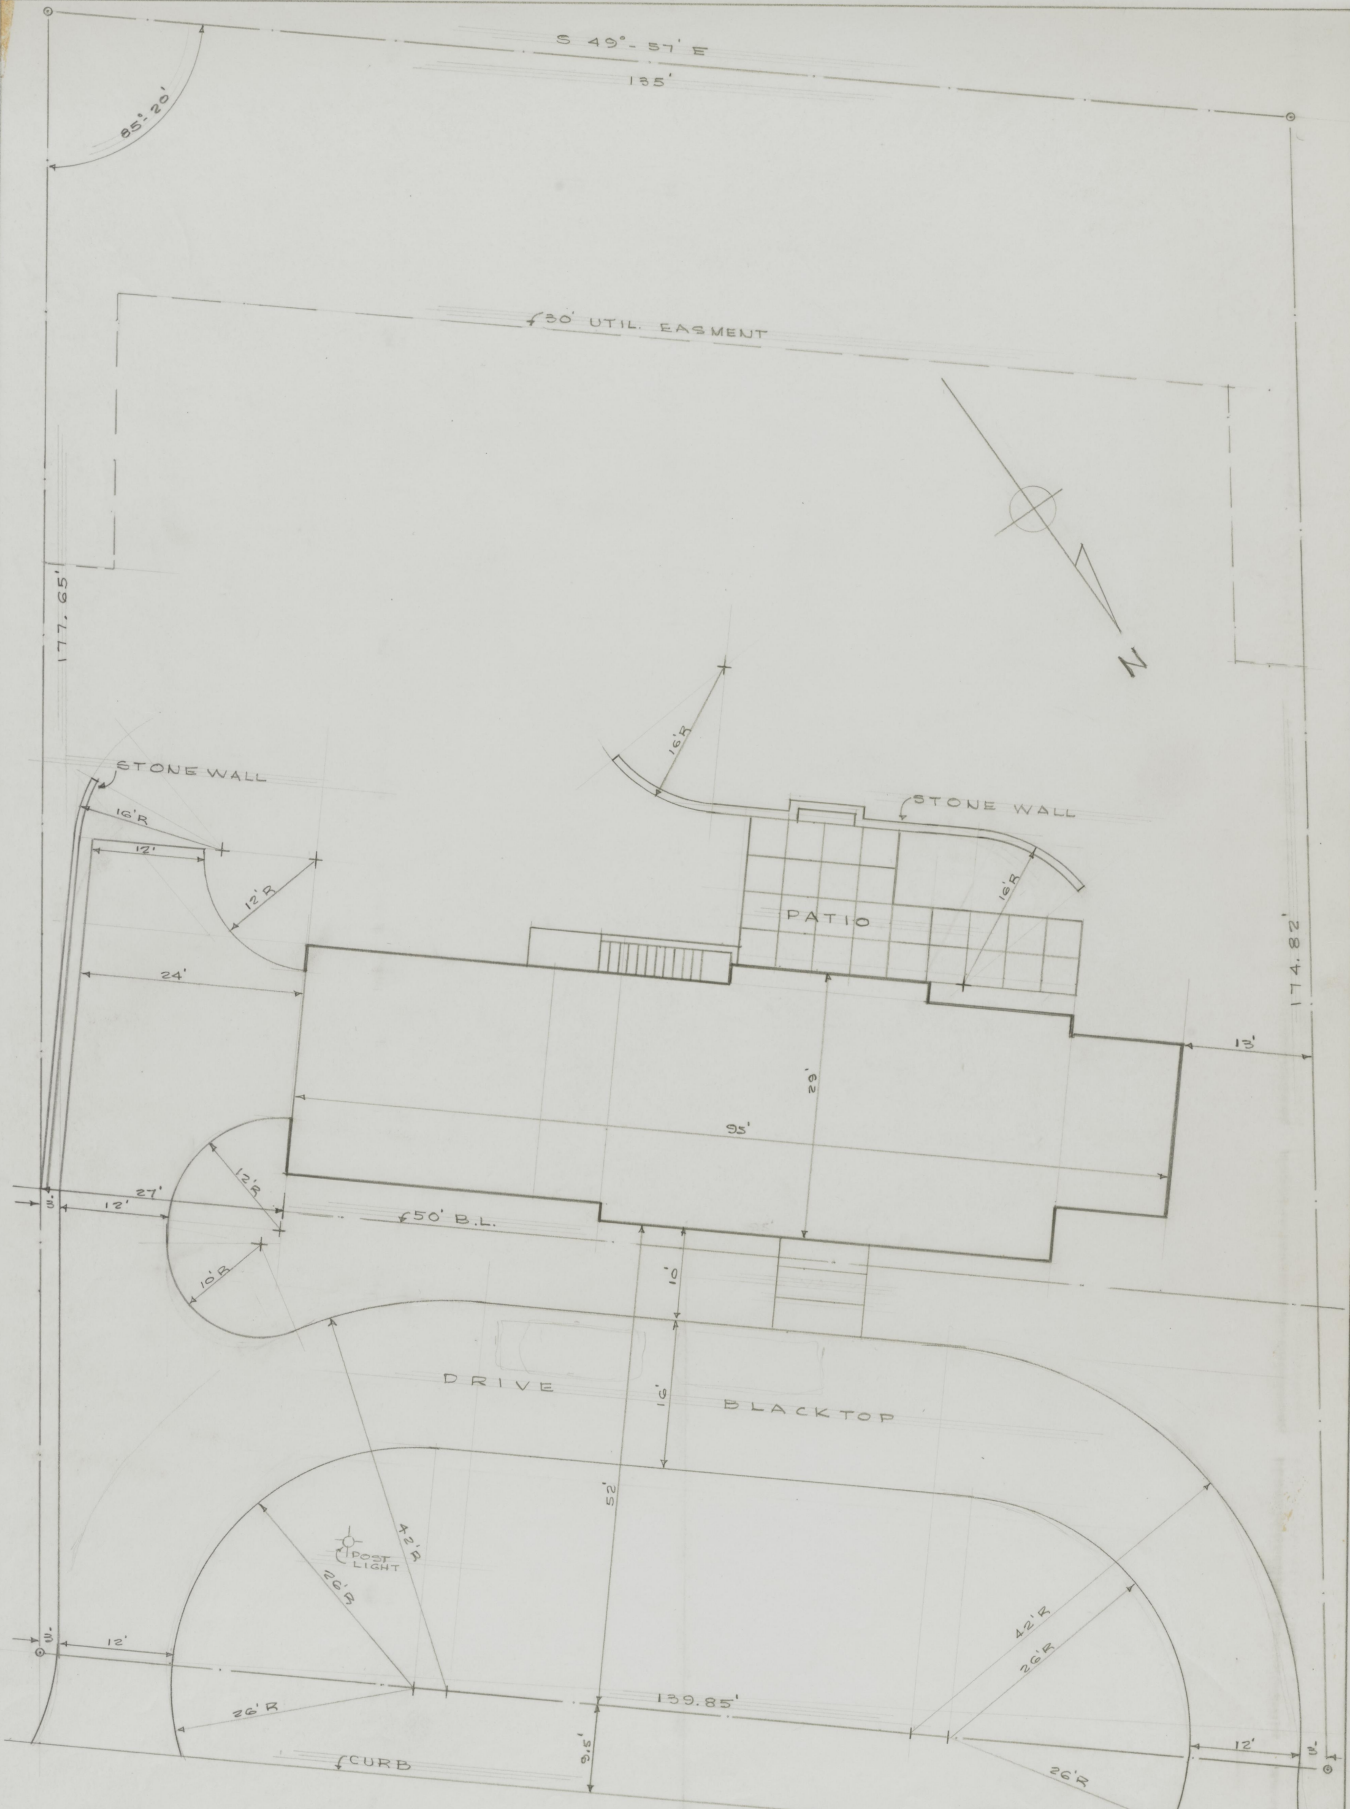 S 49°-57' E
135'
85°-20'
30' UTIL. EASMENT
177.65'
N
16'R
STONE WALL
STONE WALL
16'R
12'
12'R
16'R
PATIO
174.82'
24'
13'
29'
95'
12'R
27'
3'
12'
50' B.L.
10'R
10'
DRIVE
16'
BLACKTOP
52'
42'R
POST
LIGHT
26'R
42'R
26'R
3'
12'
139.85'
26'R
9.5'
12'
3'
CURB
26'R